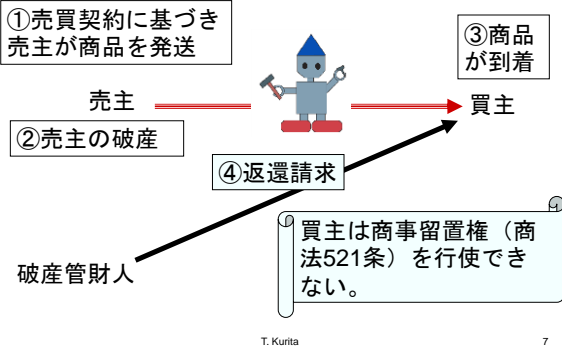 ①売買契約に基づき
売主が商品を発送
③商品
が到着
売主
買主
②売主の破産
④返還請求
買主は商事留置権（商
法521条）を行使でき
ない。
破産管財人
T. Kurita
7